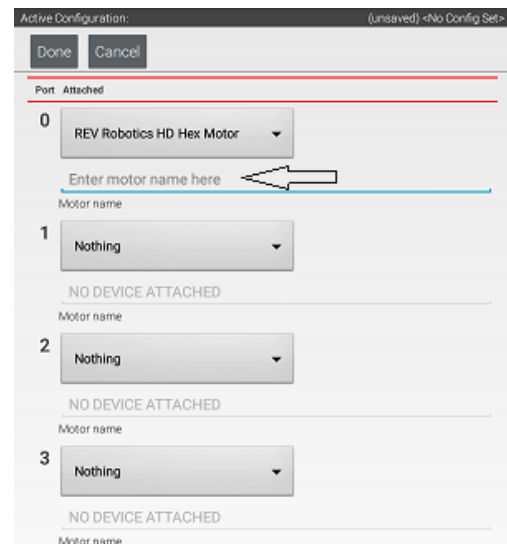 Active Configuration: (unsaved) <No Config Set>
Done Cancel
Port Attached
0 REV Robotics HD Hex Motor
Enter motor name here
Motor name
1 Nothing
NO DEVICE ATTACHED
Motor name
2 Nothing
NO DEVICE ATTACHED
Motor name
3 Nothing
NO DEVICE ATTACHED
Motor name